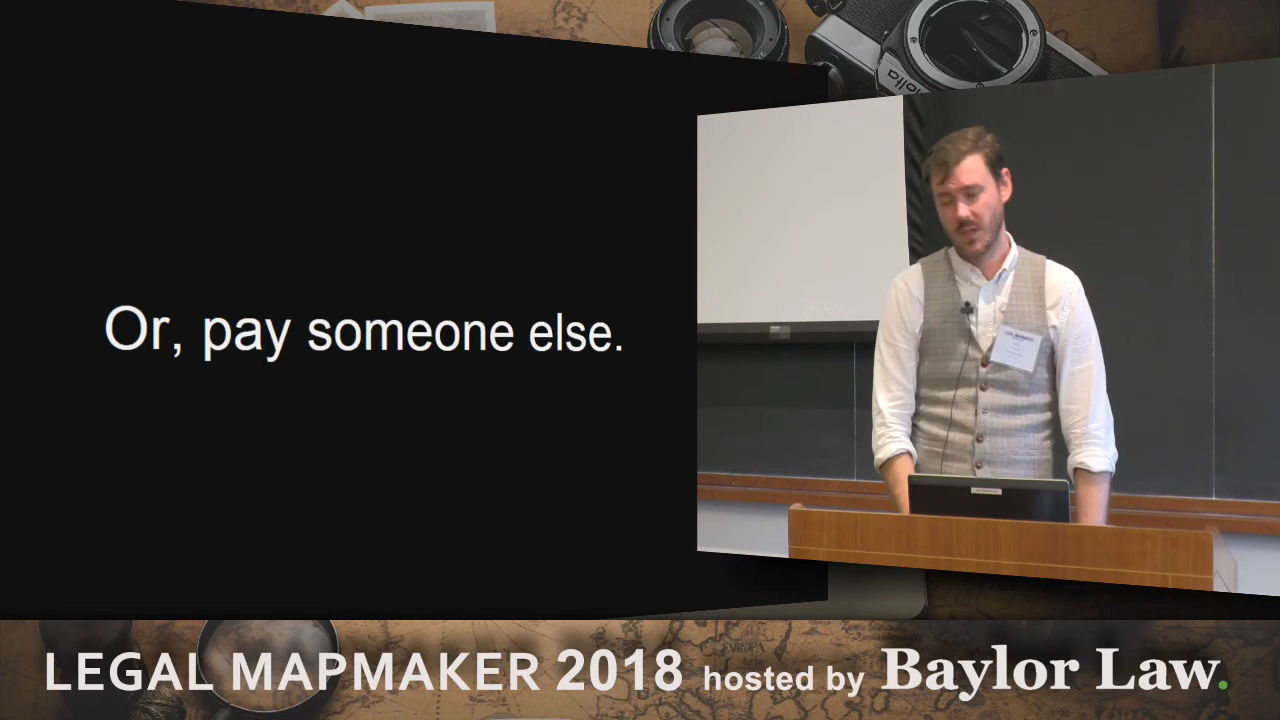 Or, pay someone else.
LEGAL MAPMAKER 2018 hosted by Baylor Law.